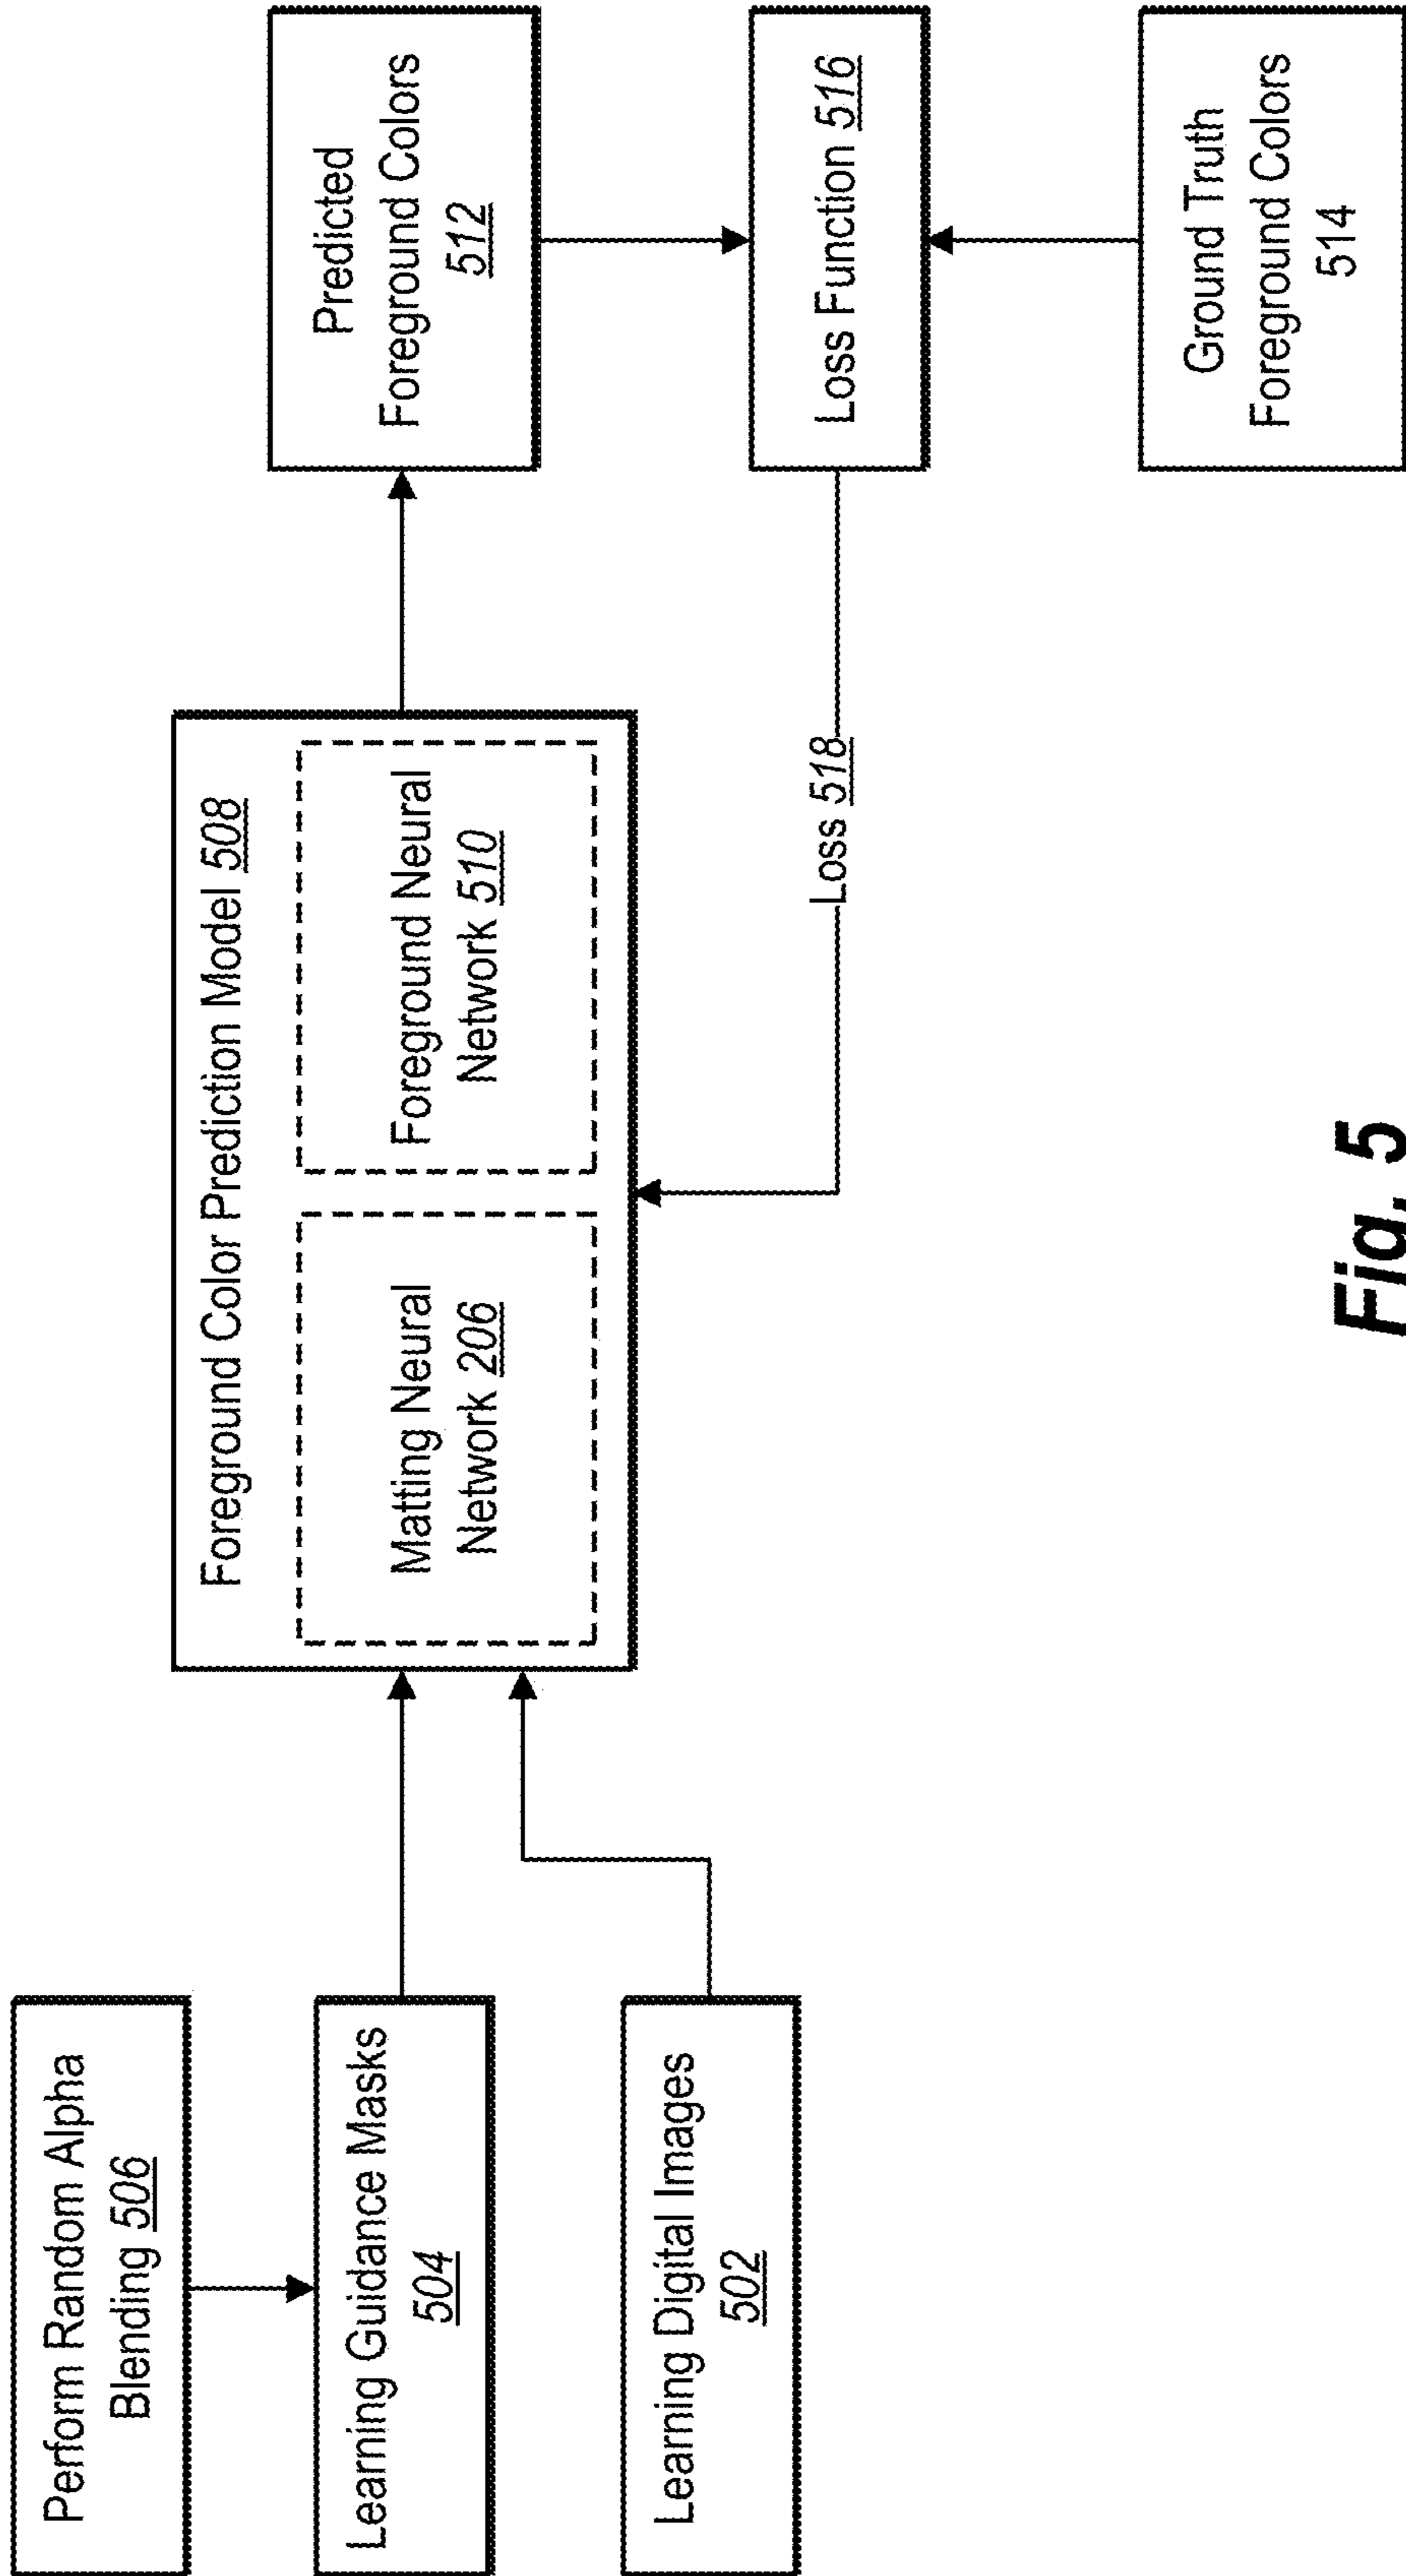 Perform Random Alpha
Blending 506
Learning Guidance Masks
504
Learning Digital Images
502
Foreground Color Prediction Model 508
Matting Neural
Network 206
Foreground Neural
Network 510
Predicted
Foreground Colors
512
Loss Function 516
Loss 518
Ground Truth
Foreground Colors
514
Fig. 5